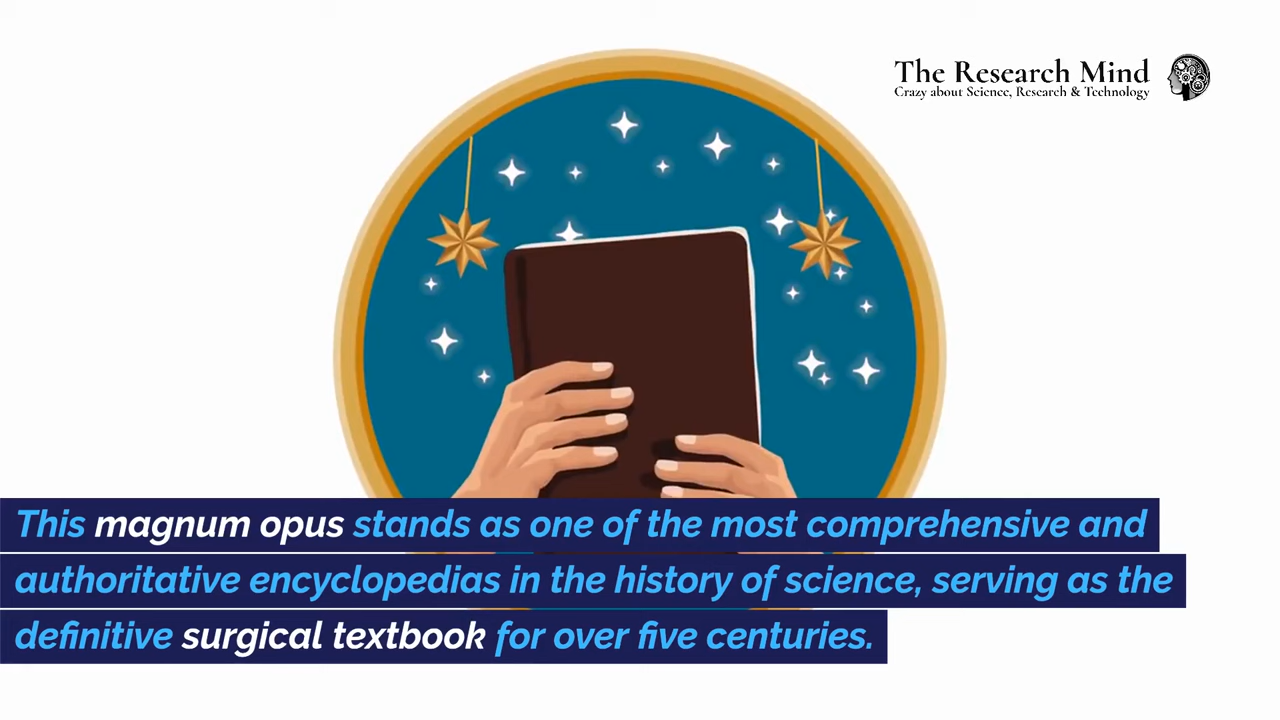 The Research Mind
Crazy about Science, Research & Technology
This magnum opus stands as one of the most comprehensive and
authoritative encyclopedias in the history of science, serving as the
definitive surgical textbook for over five centuries.